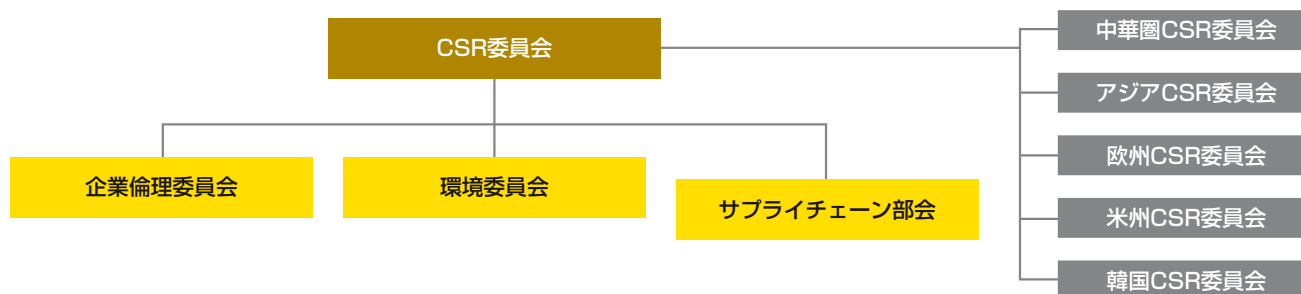 CSR委員会
企業倫理委員会
環境委員会
サプライチェーン部会
中華圏CSR委員会
アジアCSR委員会
欧州CSR委員会
米州CSR委員会
韓国CSR委員会